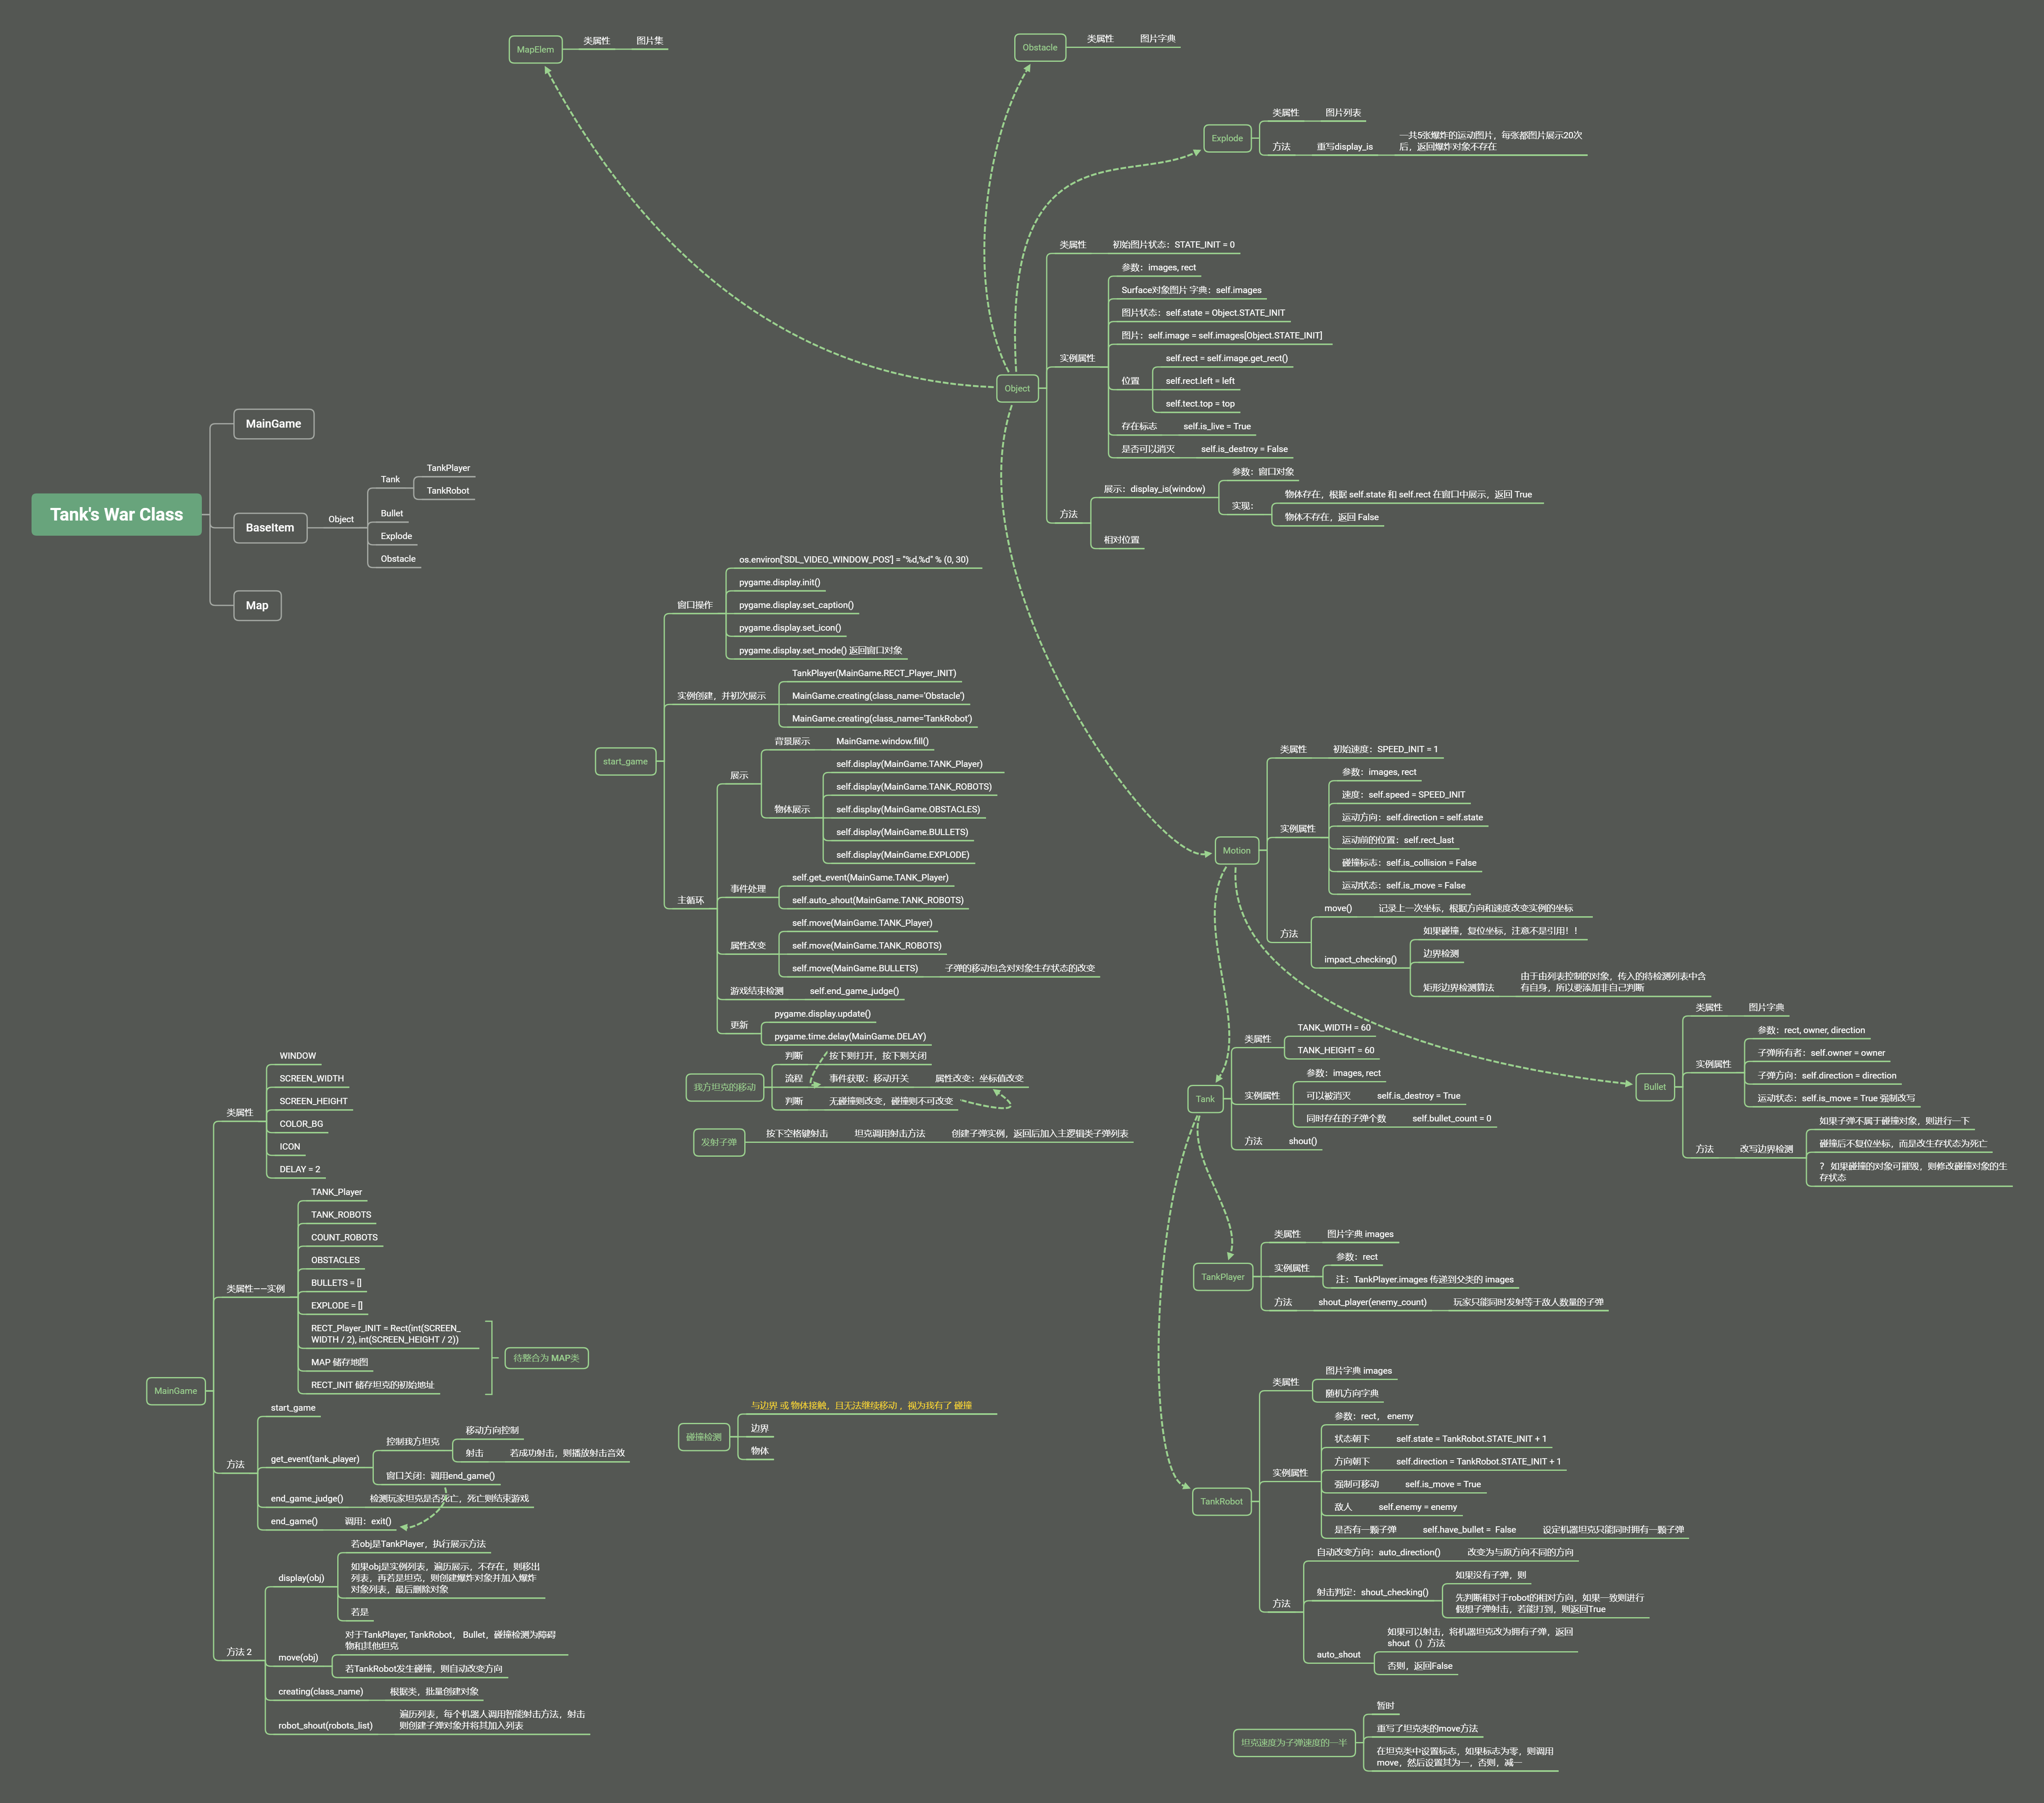 MapElem
类属性
图片集
Obstacle
类属性
图片字典
Explode
类属性
图片列表
方法
重写display_is
一共5张爆炸的运动图片，每张都图片展示20次
后，返回爆炸对象不存在
Object
类属性
初始图片状态：STATE_INIT = 0
实例属性
参数：images, rect
Surface对象图片 字典：self.images
图片状态：self.state = Object.STATE_INIT
图片：self.image = self.images[Object.STATE_INIT]
位置
self.rect = self.image.get_rect()
self.rect.left = left
self.tect.top = top
存在标志
self.is_live = True
是否可以消灭
self.is_destroy = False
方法
展示：display_is(window)
参数：窗口对象
实现：
物体存在，根据 self.state 和 self.rect 在窗口中展示，返回 True
物体不存在，返回 False
相对位置
Tank's War Class
MainGame
BaseItem
Object
Tank
TankPlayer
TankRobot
Bullet
Explode
Obstacle
Map
start_game
窗口操作
os.environ['SDL_VIDEO_WINDOW_POS'] = "%d,%d" % (0, 30)
pygame.display.init()
pygame.display.set_caption()
pygame.display.set_icon()
pygame.display.set_mode() 返回窗口对象
实例创建，并初次展示
TankPlayer(MainGame.RECT_Player_INIT)
MainGame.creating(class_name='Obstacle')
MainGame.creating(class_name='TankRobot')
主循环
展示
背景展示
MainGame.window.fill()
物体展示
self.display(MainGame.TANK_Player)
self.display(MainGame.TANK_ROBOTS)
self.display(MainGame.OBSTACLES)
self.display(MainGame.BULLETS)
self.display(MainGame.EXPLODE)
事件处理
self.get_event(MainGame.TANK_Player)
self.auto_shout(MainGame.TANK_ROBOTS)
属性改变
self.move(MainGame.TANK_Player)
self.move(MainGame.TANK_ROBOTS)
self.move(MainGame.BULLETS)
子弹的移动包含对对象生存状态的改变
游戏结束检测
self.end_game_judge()
更新
pygame.display.update()
pygame.time.delay(MainGame.DELAY)
我方坦克的移动
判断
按下则打开，按下则关闭
流程
事件获取：移动开关
属性改变：坐标值改变
判断
无碰撞则改变，碰撞则不可改变
发射子弹
按下空格键射击
坦克调用射击方法
创建子弹实例，返回后加入主逻辑类子弹列表
Motion
类属性
初始速度：SPEED_INIT = 1
实例属性
参数：images, rect
速度：self.speed = SPEED_INIT
运动方向：self.direction = self.state
运动前的位置：self.rect_last
碰撞标志：self.is_collision = False
运动状态：self.is_move = False
方法
move()
记录上一次坐标，根据方向和速度改变实例的坐标
impact_checking()
如果碰撞，复位坐标，注意不是引用！！
边界检测
矩形边界检测算法
由于由列表控制的对象，传入的待检测列表中含
有自身，所以要添加非自己判断
Bullet
类属性
图片字典
实例属性
参数：rect, owner, direction
子弹所有者：self.owner = owner
子弹方向：self.direction = direction
运动状态：self.is_move = True 强制改写
方法
改写边界检测
如果子弹不属于碰撞对象，则进行一下
碰撞后不复位坐标，而是改生存状态为死亡
？ 如果碰撞的对象可摧毁，则修改碰撞对象的生
存状态
Tank
类属性
TANK_WIDTH = 60
TANK_HEIGHT = 60
实例属性
参数：images, rect
可以被消灭
self.is_destroy = True
同时存在的子弹个数
self.bullet_count = 0
方法
shout()
TankPlayer
类属性
图片字典 images
实例属性
参数：rect
注：TankPlayer.images 传递到父类的 images
方法
shout_player(enemy_count)
玩家只能同时发射等于敌人数量的子弹
MainGame
类属性
WINDOW
SCREEN_WIDTH
SCREEN_HEIGHT
COLOR_BG
ICON
DELAY = 2
类属性——实例
TANK_Player
TANK_ROBOTS
COUNT_ROBOTS
OBSTACLES
BULLETS = []
EXPLODE = []
RECT_Player_INIT = Rect(int(SCREEN_
WIDTH / 2), int(SCREEN_HEIGHT / 2))
MAP 储存地图
RECT_INIT 储存坦克的初始地址
待整合为 MAP类
方法
start_game
get_event(tank_player)
控制我方坦克
移动方向控制
射击
若成功射击，则播放射击音效
窗口关闭：调用end_game()
end_game_judge()
检测玩家坦克是否死亡，死亡则结束游戏
end_game()
调用：exit()
方法 2
display(obj)
若obj是TankPlayer，执行展示方法
如果obj是实例列表，遍历展示，不存在，则移出
列表，再若是坦克，则创建爆炸对象并加入爆炸
对象列表，最后删除对象
若是
move(obj)
对于TankPlayer, TankRobot， Bullet，碰撞检测为障碍
物和其他坦克
若TankRobot发生碰撞，则自动改变方向
creating(class_name)
根据类，批量创建对象
robot_shout(robots_list)
遍历列表，每个机器人调用智能射击方法，射击
则创建子弹对象并将其加入列表
碰撞检测
与边界 或 物体接触，且无法继续移动 ，视为我有了 碰撞
边界
物体
TankRobot
类属性
图片字典 images
随机方向字典
实例属性
参数：rect， enemy
状态朝下
self.state = TankRobot.STATE_INIT + 1
方向朝下
self.direction = TankRobot.STATE_INIT + 1
强制可移动
self.is_move = True
敌人
self.enemy = enemy
是否有一颗子弹
self.have_bullet = False
设定机器坦克只能同时拥有一颗子弹
方法
自动改变方向：auto_direction()
改变为与原方向不同的方向
射击判定：shout_checking()
如果没有子弹，则
先判断相对于robot的相对方向，如果一致则进行
假想子弹射击，若能打到，则返回True
auto_shout
如果可以射击，将机器坦克改为拥有子弹，返回
shout（）方法
否则，返回False
坦克速度为子弹速度的一半
暂时
重写了坦克类的move方法
在坦克类中设置标志，如果标志为零，则调用
move，然后设置其为一，否则，减一